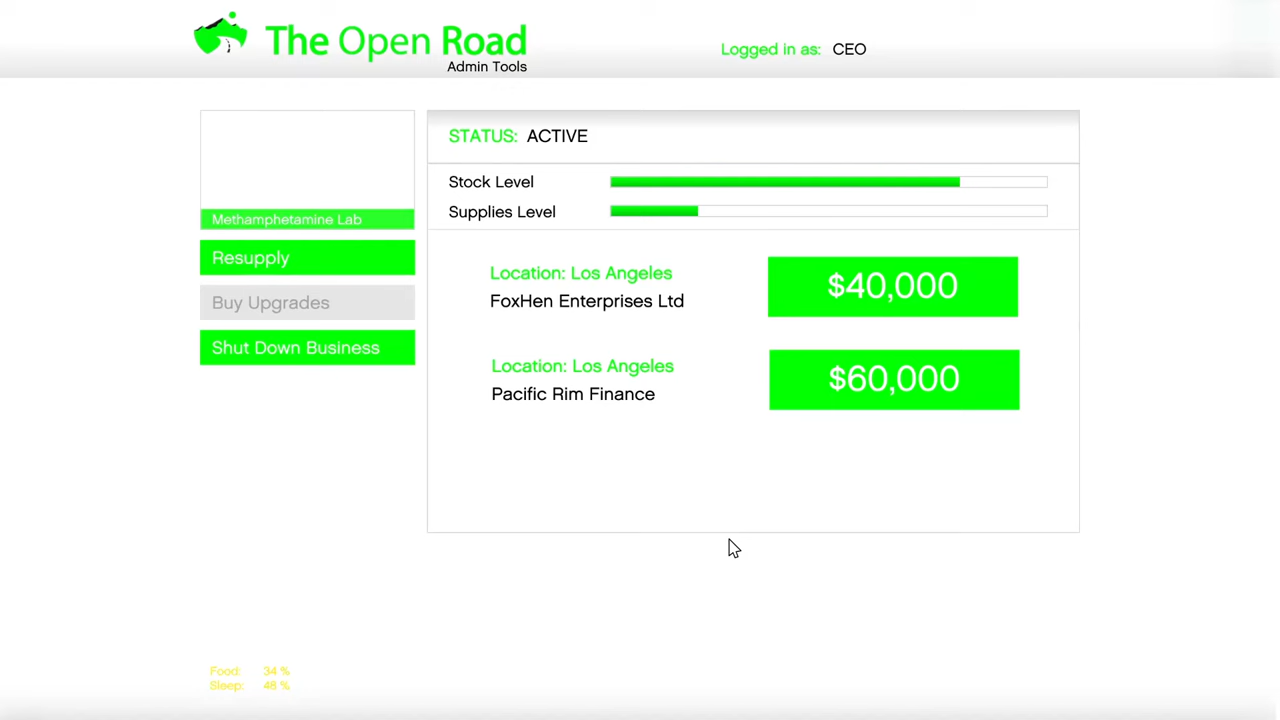 The Open Road
Admin Tools
Logged in as: CEO
Methamphetamine Lab
Resupply
Buy Upgrades
Shut Down Business
STATUS: ACTIVE
Stock Level
Supplies Level
Location: Los Angeles
FoxHen Enterprises Ltd
$40,000
Location: Los Angeles
Pacific Rim Finance
$60,000
Food: 34 %
Sleep: 48 %